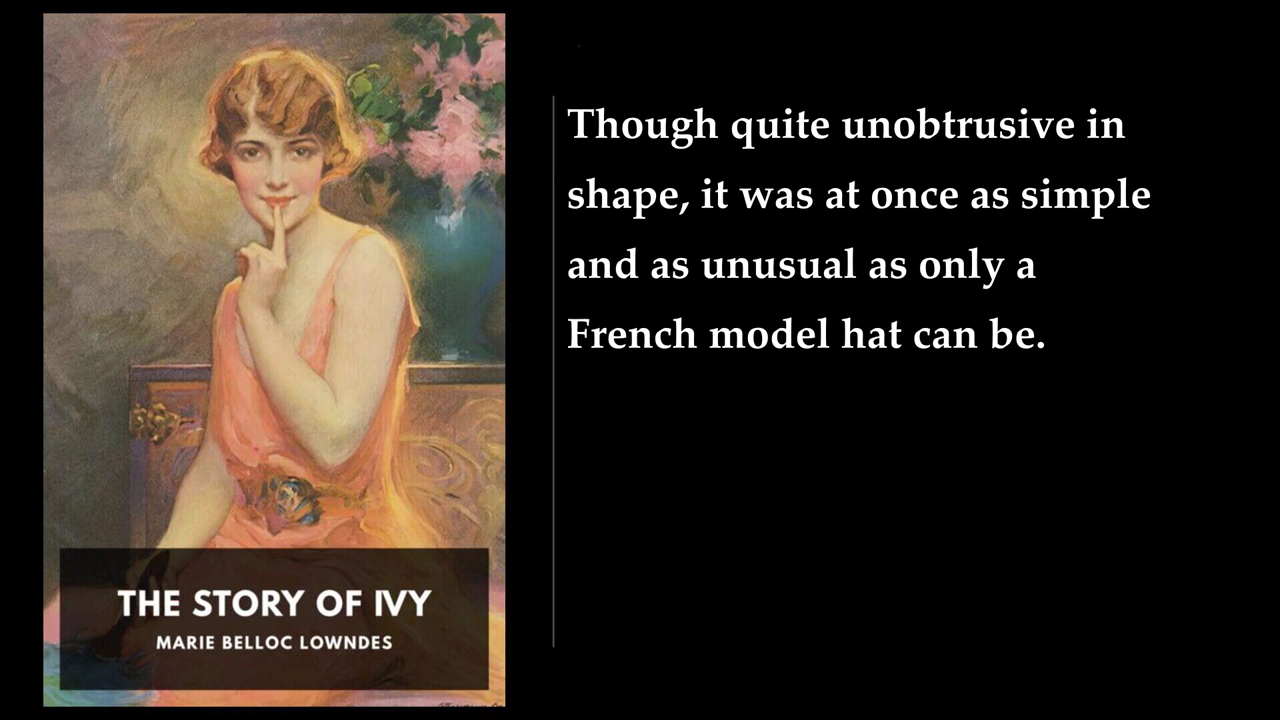 THE STORY OF IVY
MARIE BELLOC LOWNDES
Though quite unobtrusive in
shape, it was at once as simple
and as unusual as only a
French model hat can be.